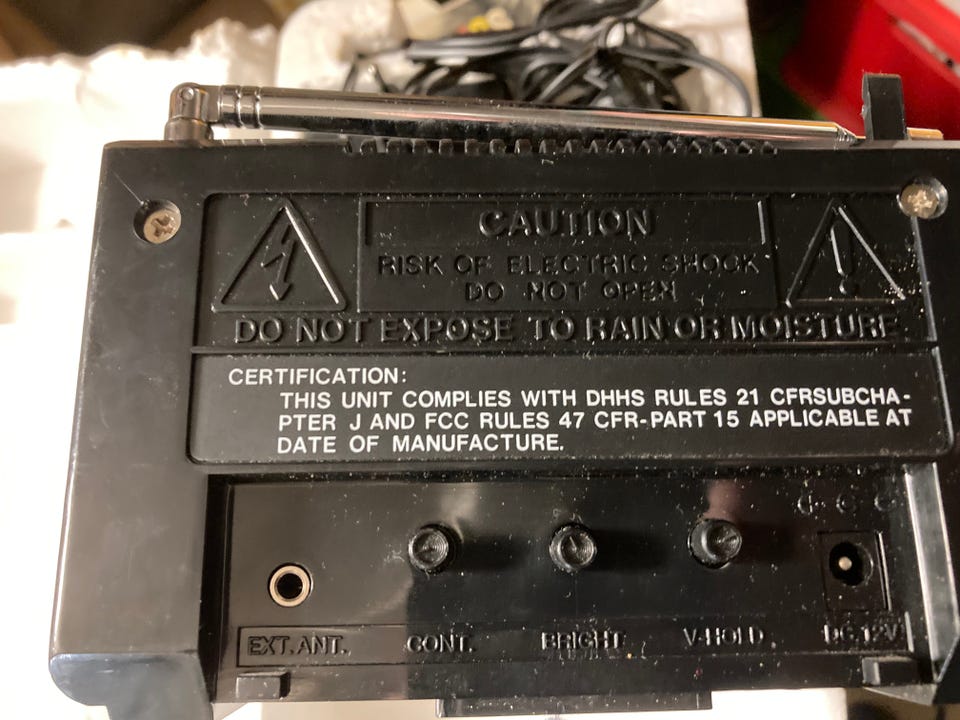 CAUTION
RISK OF ELECTRIC SHOCK
DO NOT OPEN
DO NOT EXPOSE TO RAIN OR MOISTURE
CERTIFICATION:
THIS UNIT COMPLIES WITH DHHS RULES 21 CFRSUBCHA-
PTER J AND FCC RULES 47 CFR-PART 15 APPLICABLE AT
DATE OF MANUFACTURE.
EXT. ANT. CONT. BRIGHT V-HOLD DC 12V